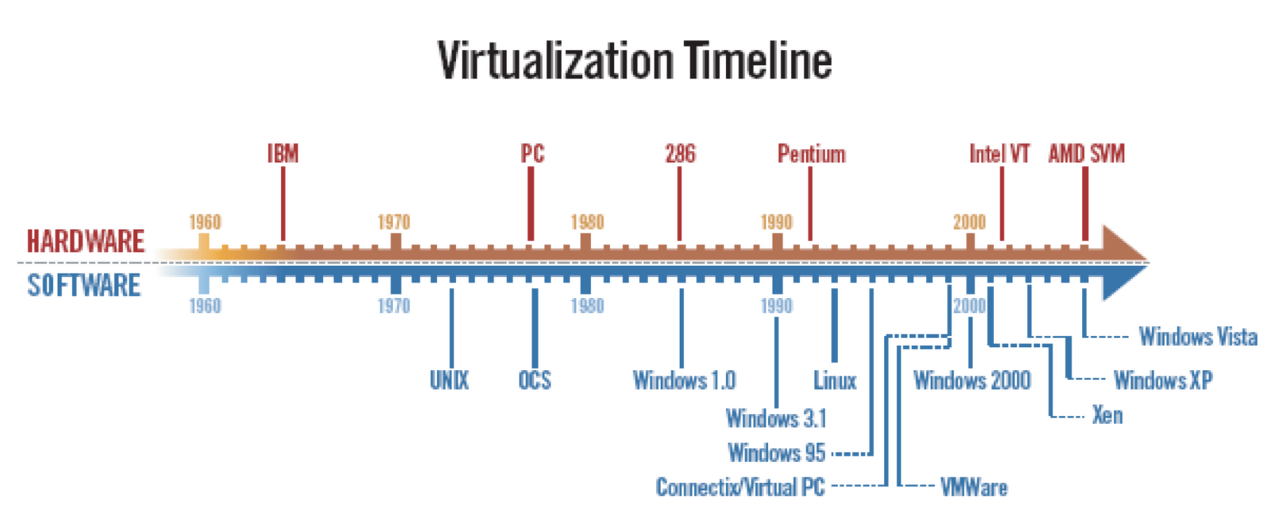 Virtualization Timeline
IBM PC 286 Pentium Intel VT AMD SVM
1960 1970 1980 1990 2000
HARDWARE
SOFTWARE
1960 1970 1980 1990 2000
Windows Vista
UNIX OCS Windows 1.0 Linux Windows 2000 Windows XP
Windows 3.1 Xen
Windows 95
Connectix/Virtual PC VMWare